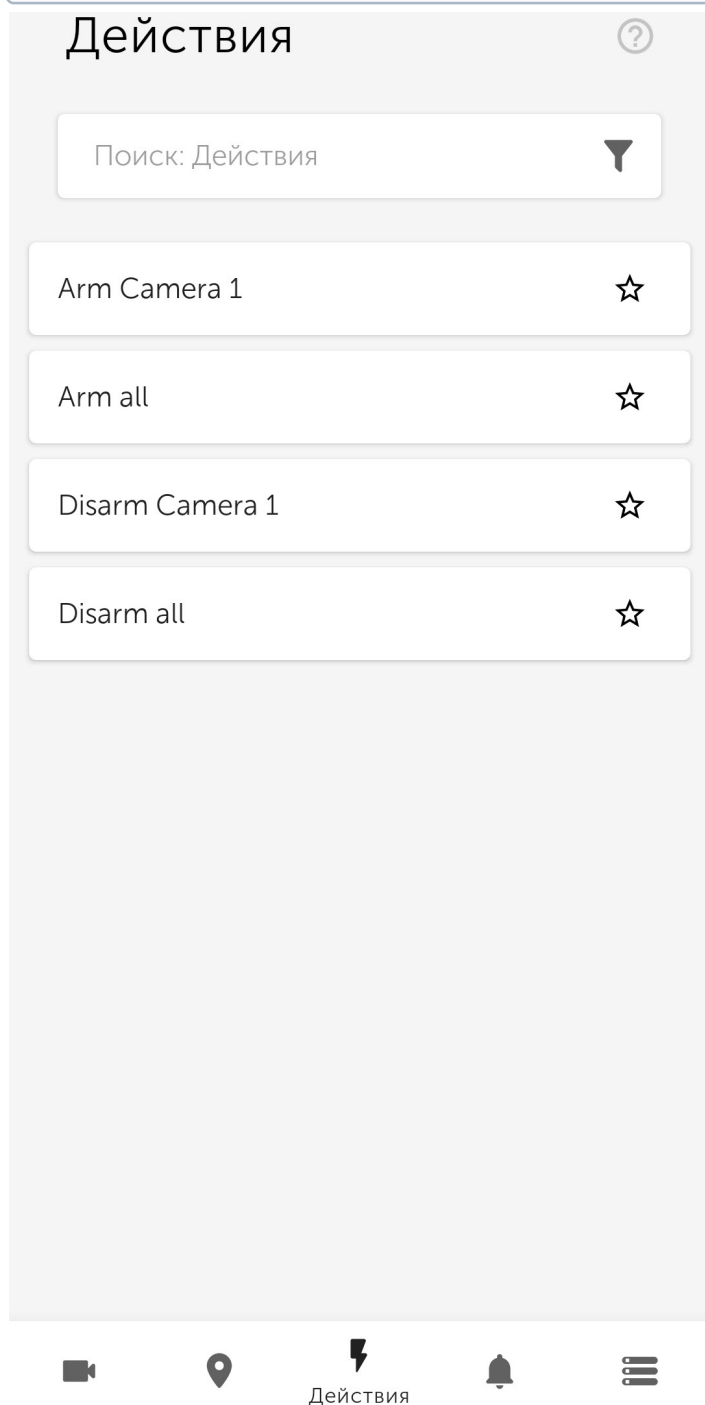 Действия
?
Поиск: Действия
Arm Camera 1
Arm all
Disarm Camera 1
Disarm all
Действия